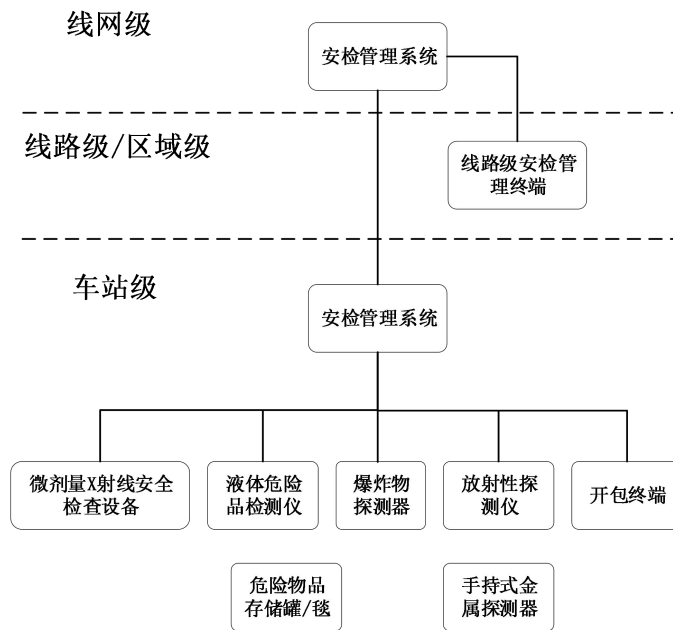 线网级
安检管理系统
线路级/区域级
线路级安检管
理终端
车站级
安检管理系统
微剂量X射线安全
检查设备
液体危险
品检测仪
爆炸物
探测器
放射性探
测仪
开包终端
危险物品
存储罐/毯
手持式金
属探测器